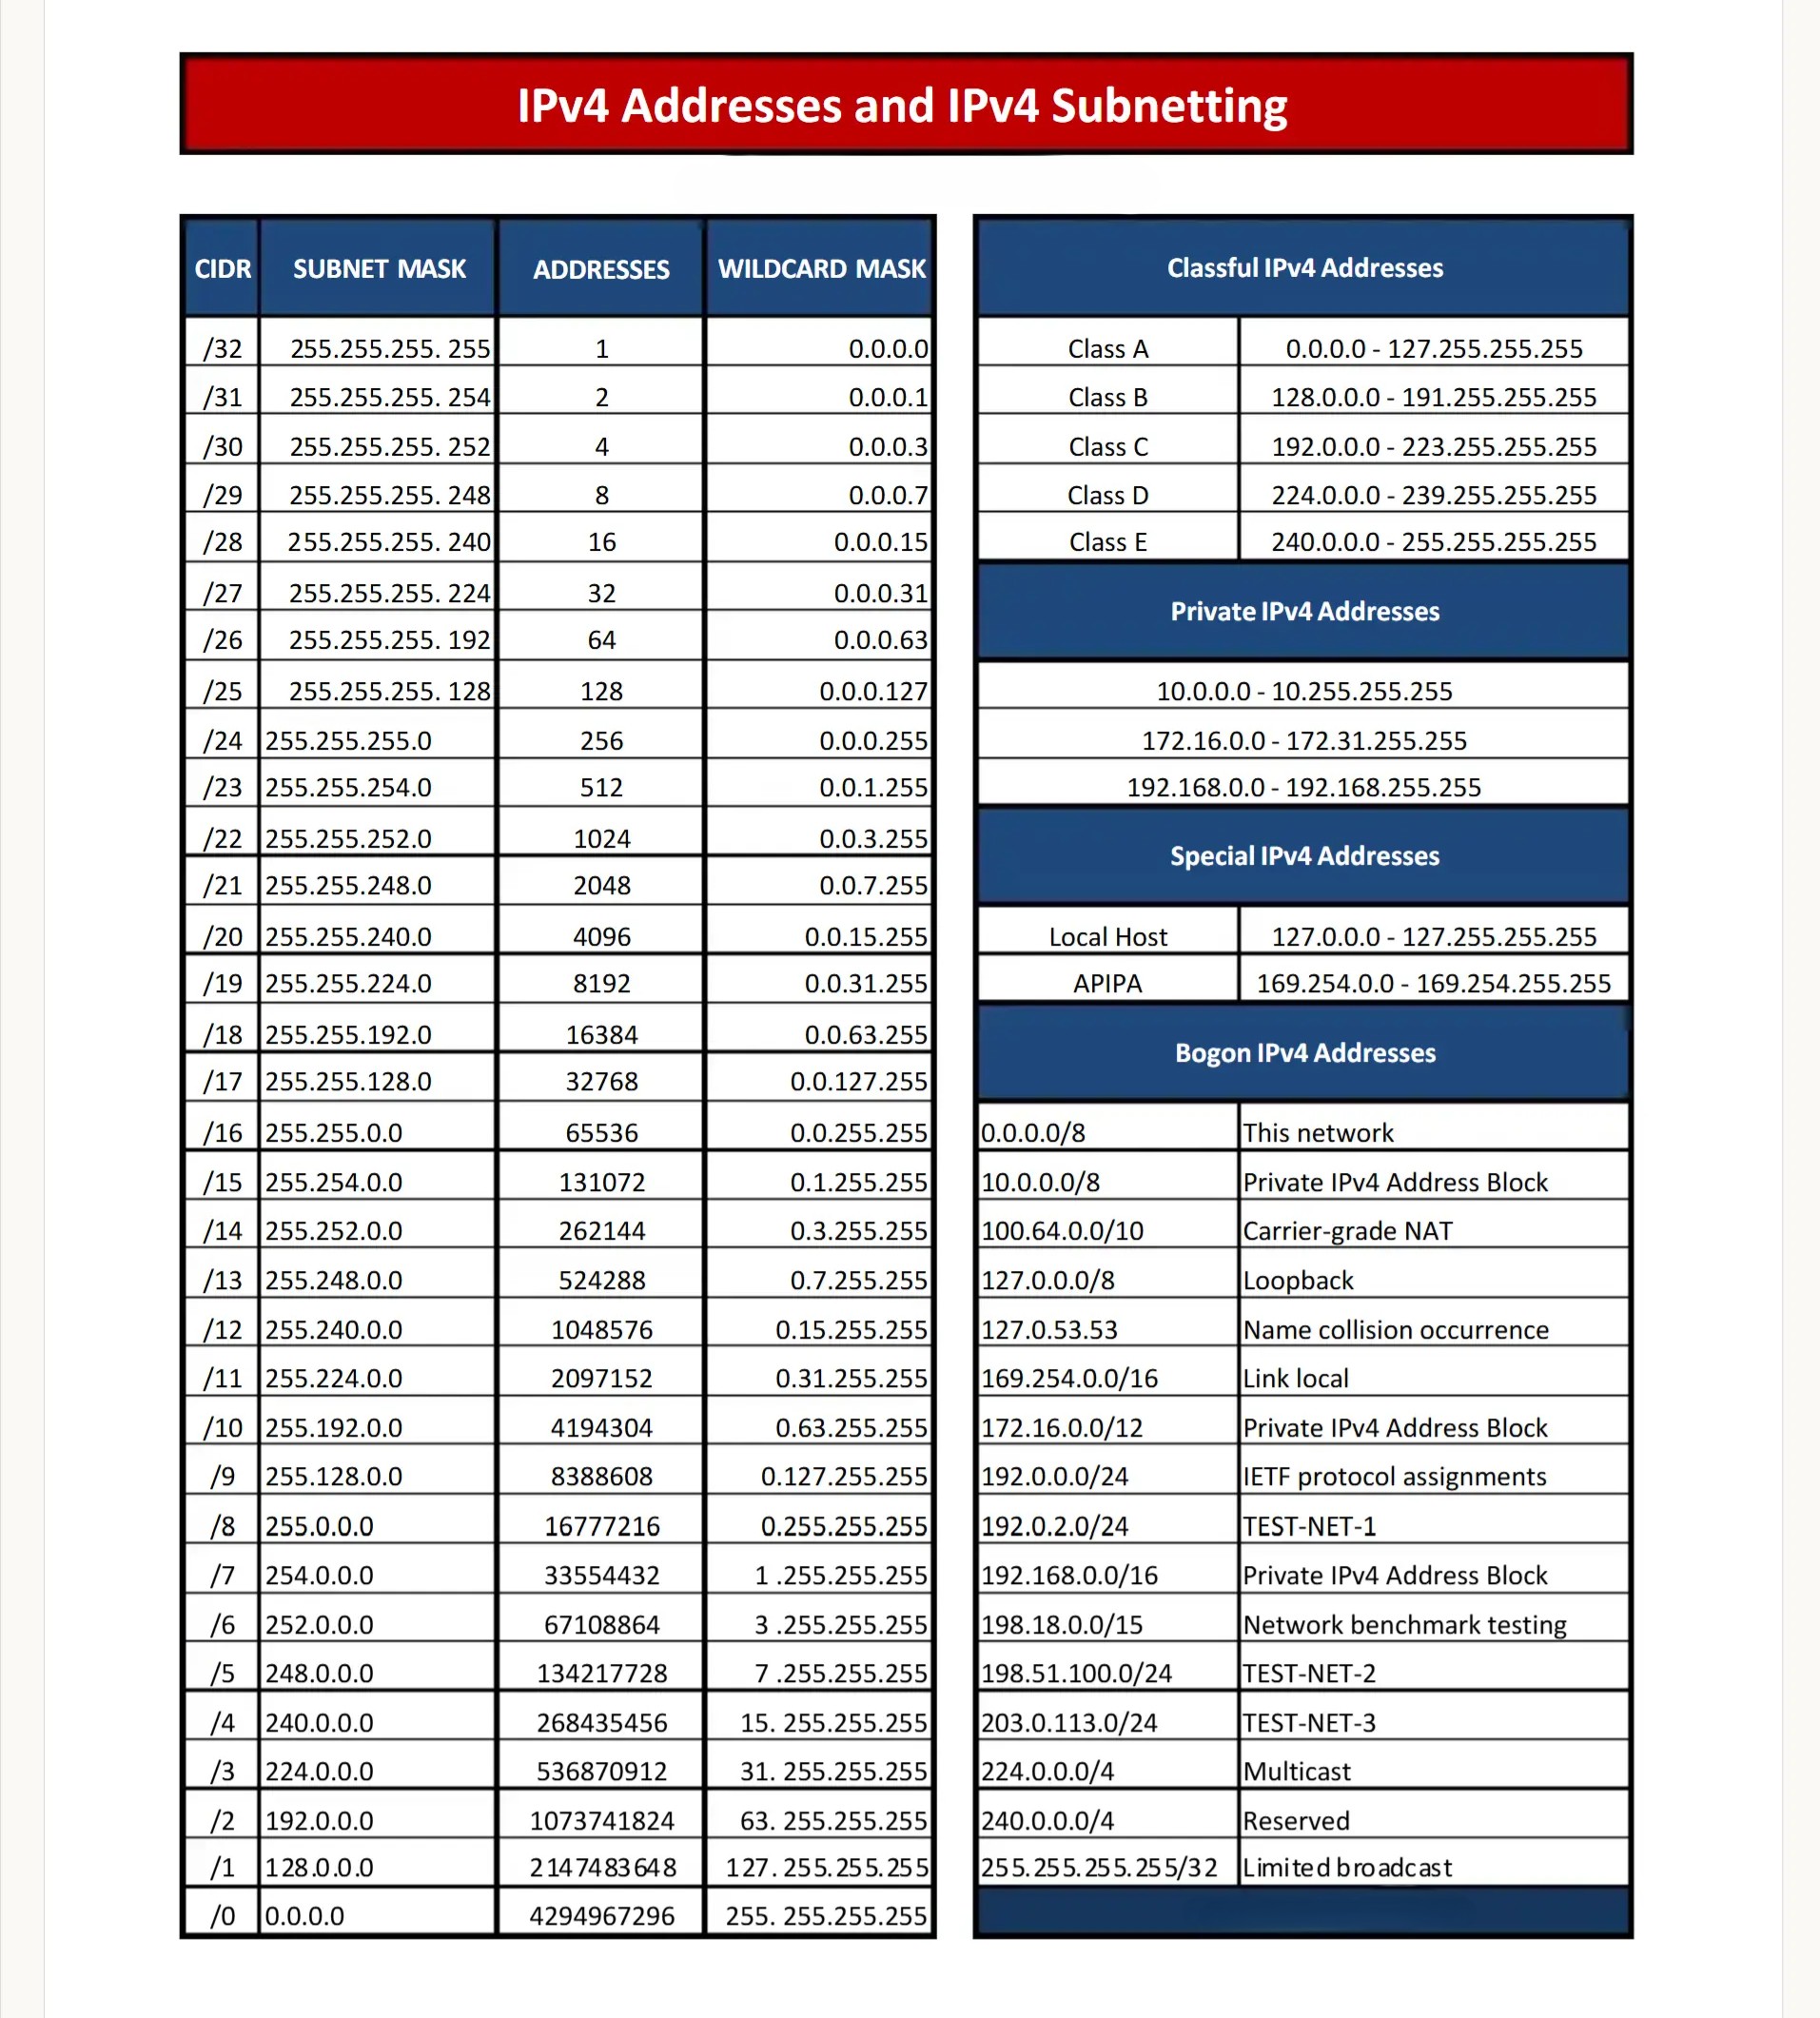 IPv4 Addresses and IPv4 Subnetting
CIDR SUBNET MASK ADDRESSES WILDCARD MASK
/32 255.255.255. 255 1 0.0.0.0
/31 255.255.255. 254 2 0.0.0.1
/30 255.255.255. 252 4 0.0.0.3
/29 255.255.255. 248 8 0.0.0.7
/28 255.255.255. 240 16 0.0.0.15
/27 255.255.255. 224 32 0.0.0.31
/26 255.255.255. 192 64 0.0.0.63
/25 255.255.255. 128 128 0.0.0.127
/24 255.255.255.0 256 0.0.0.255
/23 255.255.254.0 512 0.0.1.255
/22 255.255.252.0 1024 0.0.3.255
/21 255.255.248.0 2048 0.0.7.255
/20 255.255.240.0 4096 0.0.15.255
/19 255.255.224.0 8192 0.0.31.255
/18 255.255.192.0 16384 0.0.63.255
/17 255.255.128.0 32768 0.0.127.255
/16 255.255.0.0 65536 0.0.255.255
/15 255.254.0.0 131072 0.1.255.255
/14 255.252.0.0 262144 0.3.255.255
/13 255.248.0.0 524288 0.7.255.255
/12 255.240.0.0 1048576 0.15.255.255
/11 255.224.0.0 2097152 0.31.255.255
/10 255.192.0.0 4194304 0.63.255.255
/9 255.128.0.0 8388608 0.127.255.255
/8 255.0.0.0 16777216 0.255.255.255
/7 254.0.0.0 33554432 1 .255.255.255
/6 252.0.0.0 67108864 3 .255.255.255
/5 248.0.0.0 134217728 7 .255.255.255
/4 240.0.0.0 268435456 15. 255.255.255
/3 224.0.0.0 536870912 31. 255.255.255
/2 192.0.0.0 1073741824 63. 255.255.255
/1 128.0.0.0 2147483648 127. 255.255.255
/0 0.0.0.0 4294967296 255. 255.255.255
Classful IPv4 Addresses
Class A 0.0.0.0 - 127.255.255.255
Class B 128.0.0.0 - 191.255.255.255
Class C 192.0.0.0 - 223.255.255.255
Class D 224.0.0.0 - 239.255.255.255
Class E 240.0.0.0 - 255.255.255.255
Private IPv4 Addresses
10.0.0.0 - 10.255.255.255
172.16.0.0 - 172.31.255.255
192.168.0.0 - 192.168.255.255
Special IPv4 Addresses
Local Host 127.0.0.0 - 127.255.255.255
APIPA 169.254.0.0 - 169.254.255.255
Bogon IPv4 Addresses
0.0.0.0/8 This network
10.0.0.0/8 Private IPv4 Address Block
100.64.0.0/10 Carrier-grade NAT
127.0.0.0/8 Loopback
127.0.53.53 Name collision occurrence
169.254.0.0/16 Link local
172.16.0.0/12 Private IPv4 Address Block
192.0.0.0/24 IETF protocol assignments
192.0.2.0/24 TEST-NET-1
192.168.0.0/16 Private IPv4 Address Block
198.18.0.0/15 Network benchmark testing
198.51.100.0/24 TEST-NET-2
203.0.113.0/24 TEST-NET-3
224.0.0.0/4 Multicast
240.0.0.0/4 Reserved
255.255.255.255/32 Limited broadcast